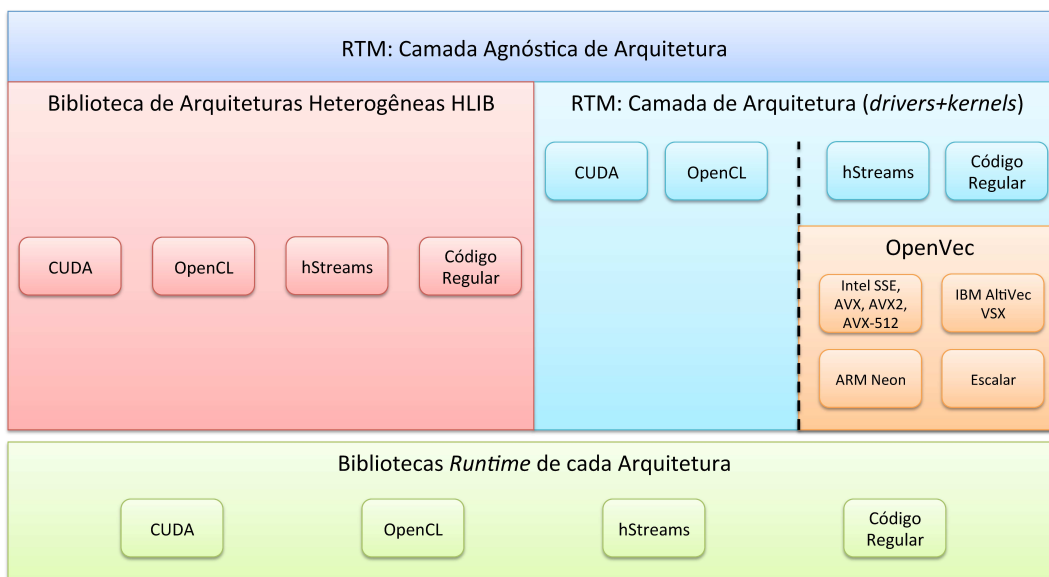 RTM: Camada Agnóstica de Arquitetura
Biblioteca de Arquiteturas Heterogêneas HLIB
CUDA
OpenCL
hStreams
Código
Regular
RTM: Camada de Arquitetura (drivers+kernels)
CUDA
OpenCL
hStreams
Código
Regular
OpenVec
Intel SSE,
AVX, AVX2,
AVX-512
IBM AltiVec
VSX
ARM Neon
Escalar
Bibliotecas Runtime de cada Arquitetura
CUDA
OpenCL
hStreams
Código
Regular